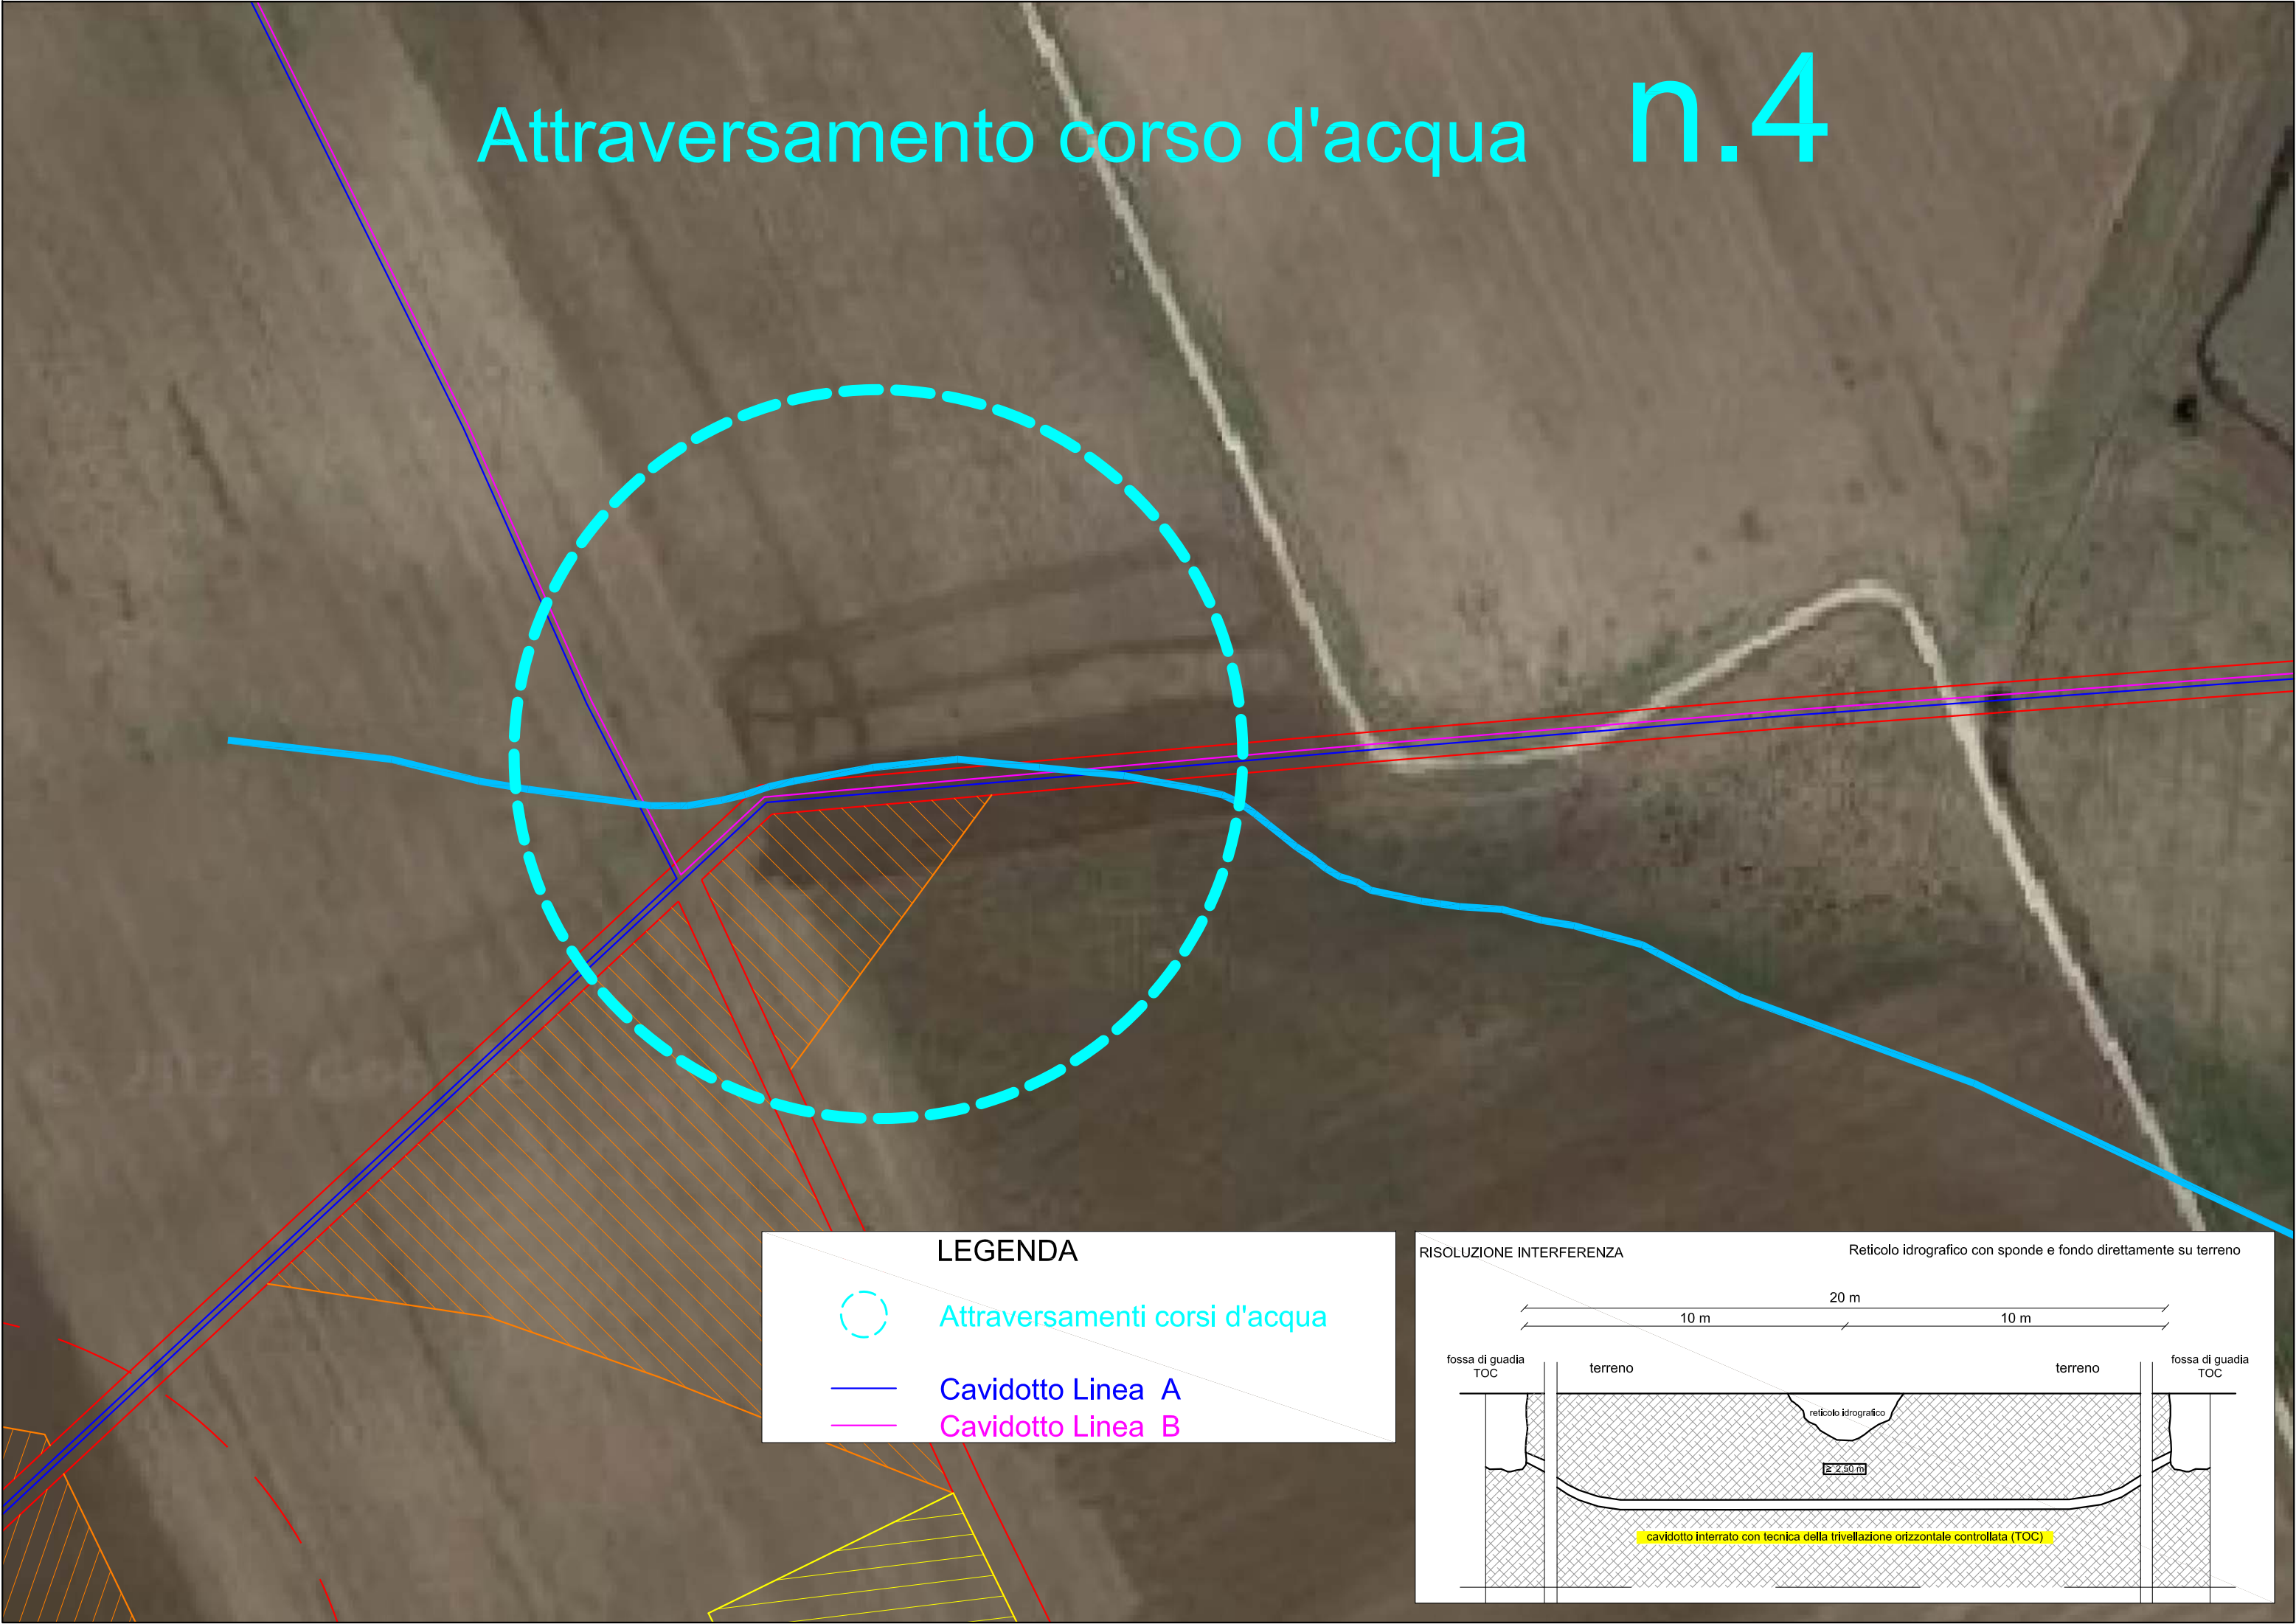 Attraversamento corso d'acqua n.4
LEGENDA
Attraversamenti corsi d'acqua
Cavidotto Linea A
Cavidotto Linea B
RISOLUZIONE INTERFERENZA
Reticolo idrografico con sponde e fondo direttamente su terreno
20 m
10 m
10 m
fossa di guadia
TOC
terreno
terreno
fossa di guadia
TOC
reticolo idrografico
≥ 2,50 m
cavidotto interrato con tecnica della trivellazione orizzontale controllata (TOC)